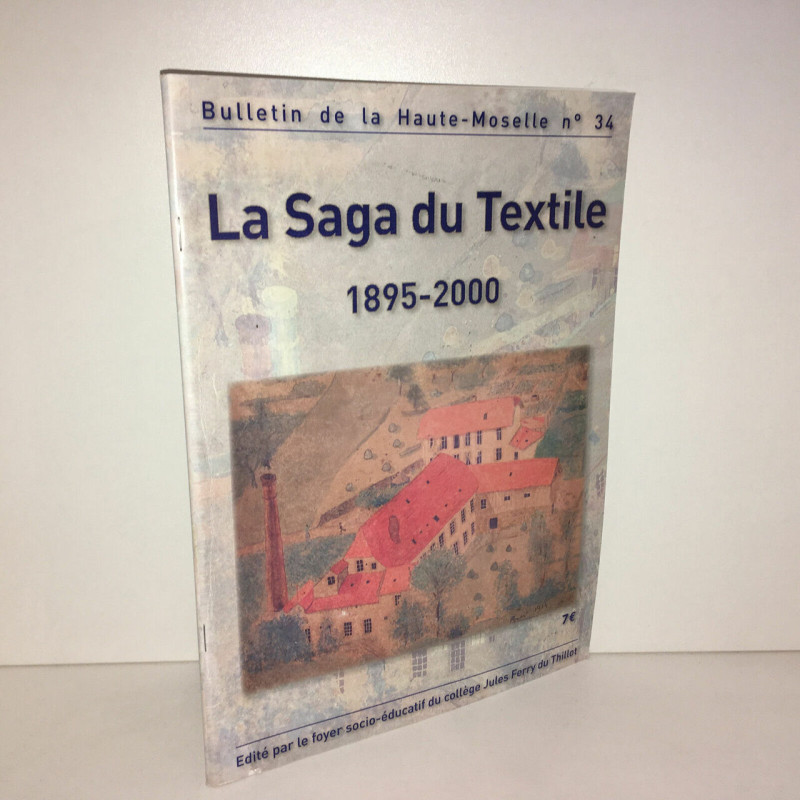 Bulletin de la Haute-Moselle n° 34
La Saga du Textile
1895-2000
7€
Edité par le foyer socio-éducatif du collège Jules Ferry du Thillot